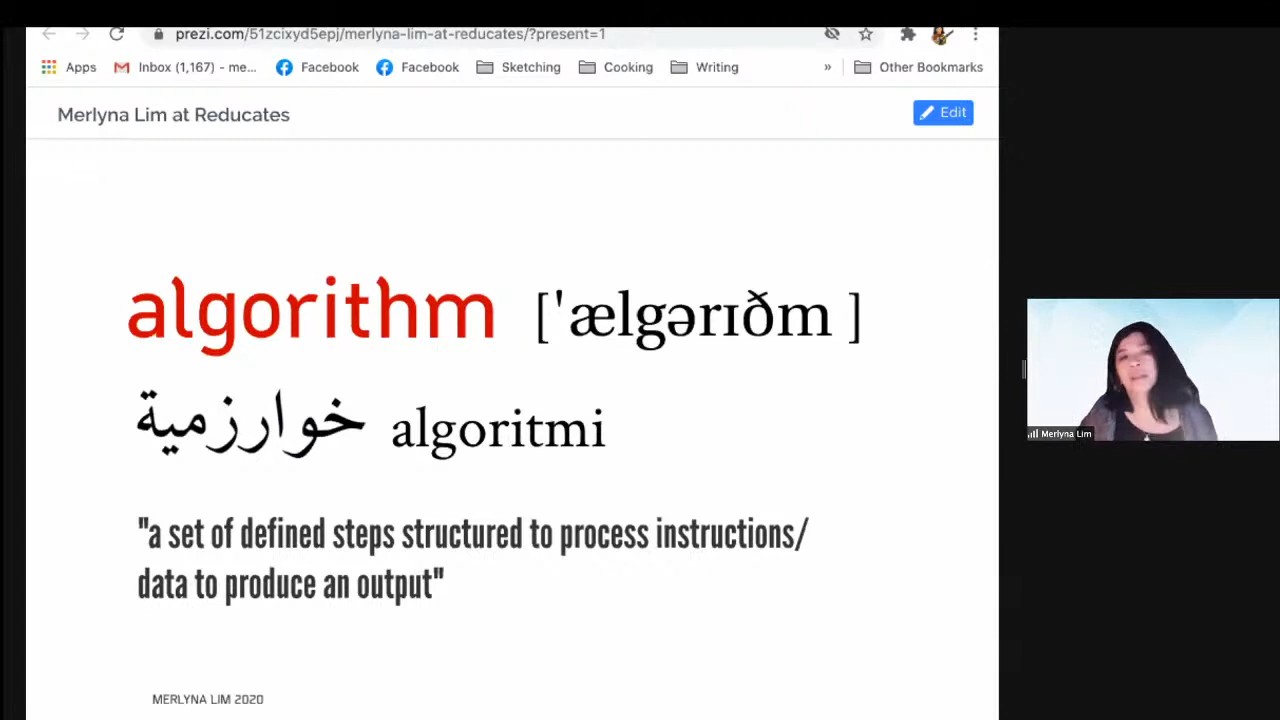 prezi.com/51zcixyd5epj/merlyna-lim-at-reducates/?present=1
Apps Inbox (1,167) - me... Facebook Facebook Sketching Cooking Writing » Other Bookmarks
Merlyna Lim at Reducates Edit
algorithm [ˈælgərɪðm ]
خوارزمية algoritmi
"a set of defined steps structured to process instructions/
data to produce an output"
Merlyna Lim
MERLYNA LIM 2020